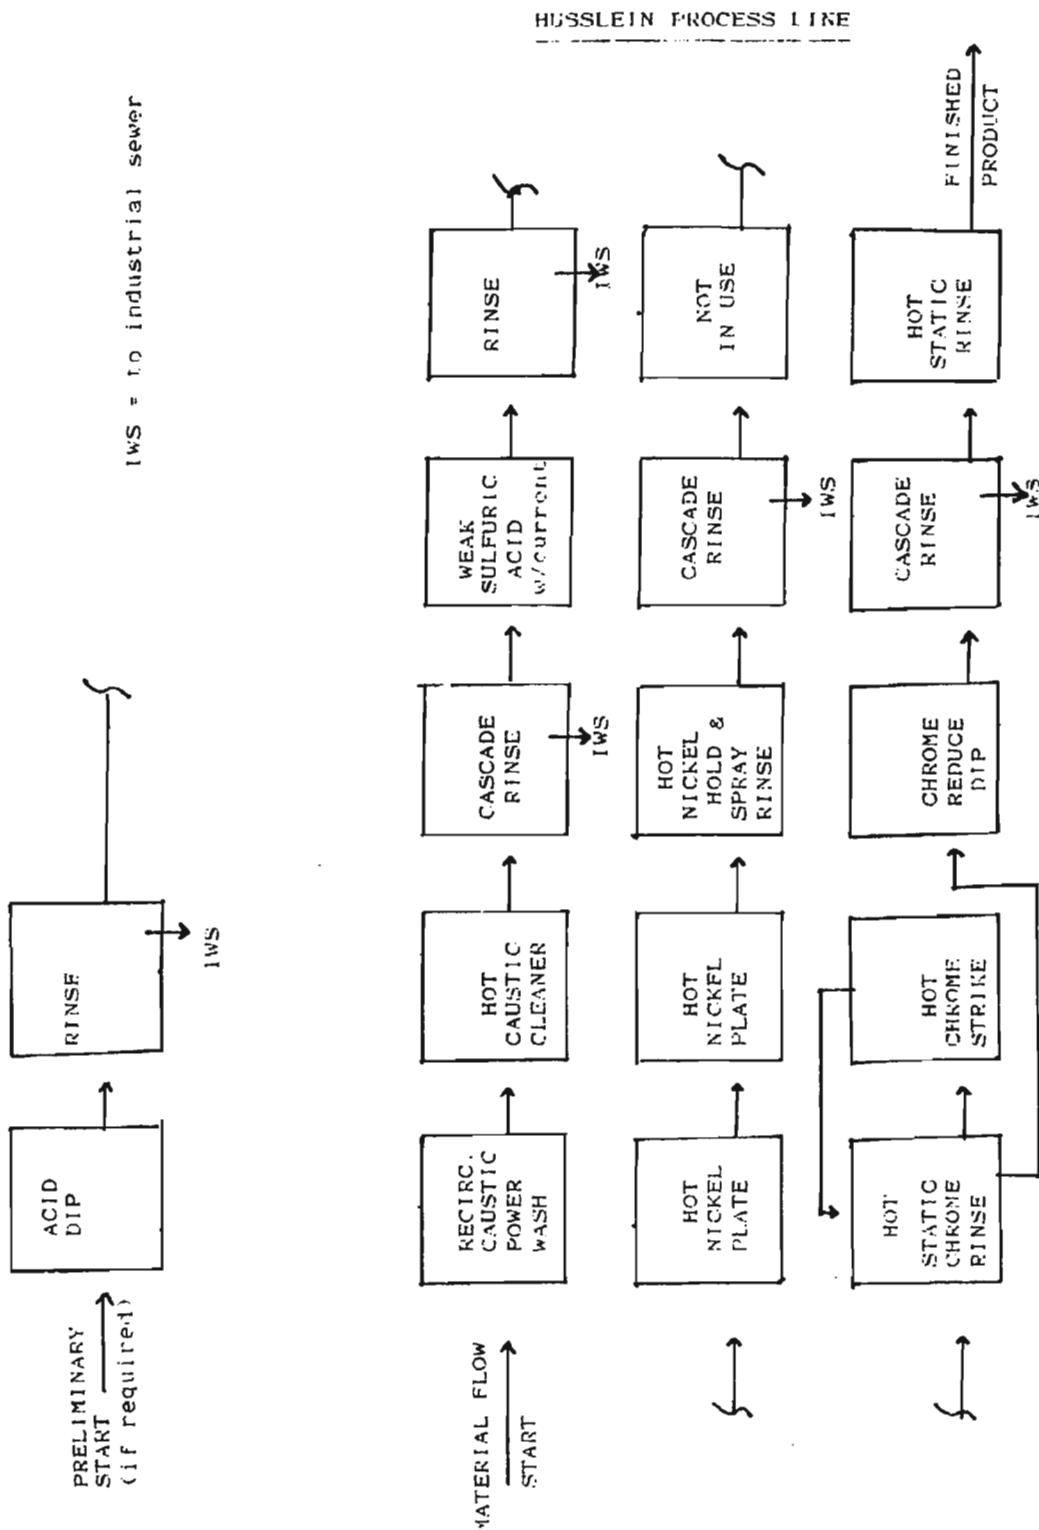 HUSSLEIN PROCESS LINE
IWS = to industrial sewer
PRELIMINARY
START
(if required)
ACID
DIP
RINSE
IWS
MATERIAL FLOW
START
RECIRC.
CAUSTIC
POWER
WASH
HOT
CAUSTIC
CLEANER
CASCADE
RINSE
IWS
WEAK
SULFURIC
ACID
w/current
RINSE
IWS
HOT
NICKEL
PLATE
HOT
NICKEL
PLATE
HOT
NICKEL
HOLD &
SPRAY
RINSE
CASCADE
RINSE
IWS
NOT
IN USE
HOT
STATIC
CHROME
RINSE
HOT
CHROME
STRIKE
CHROME
REDUCE
DIP
CASCADE
RINSE
IWS
HOT
STATIC
RINSE
FINISHED
PRODUCT